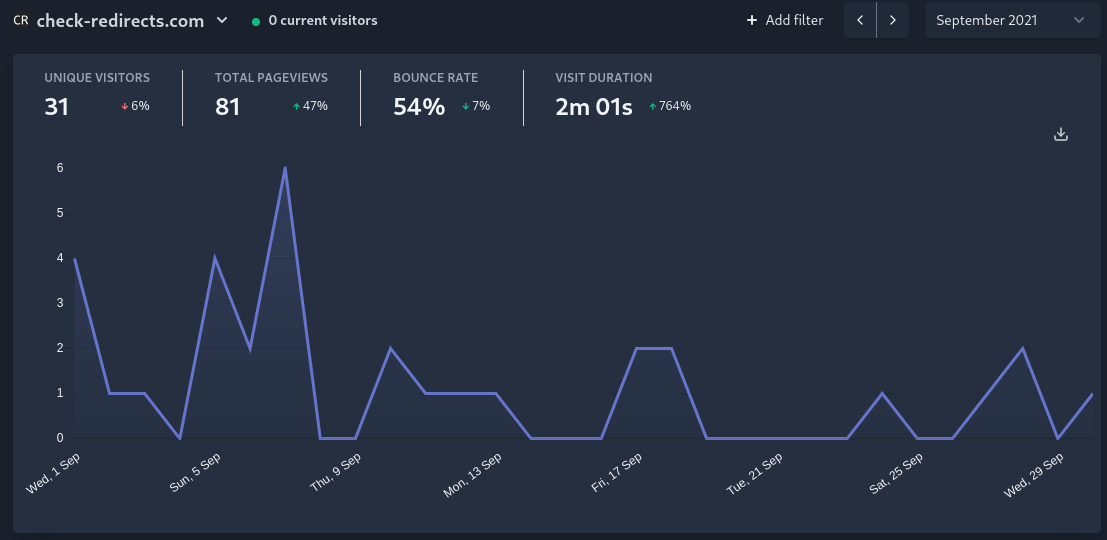 CR check-redirects.com 0 current visitors + Add filter September 2021
UNIQUE VISITORS TOTAL PAGEVIEWS BOUNCE RATE VISIT DURATION
31 6% 81 47% 54% 7% 2m 01s 764%
6
5
4
3
2
1
0
Wed, 1 Sep Sun, 5 Sep Thu, 9 Sep Mon, 13 Sep Fri, 17 Sep Tue, 21 Sep Sat, 25 Sep Wed, 29 Sep